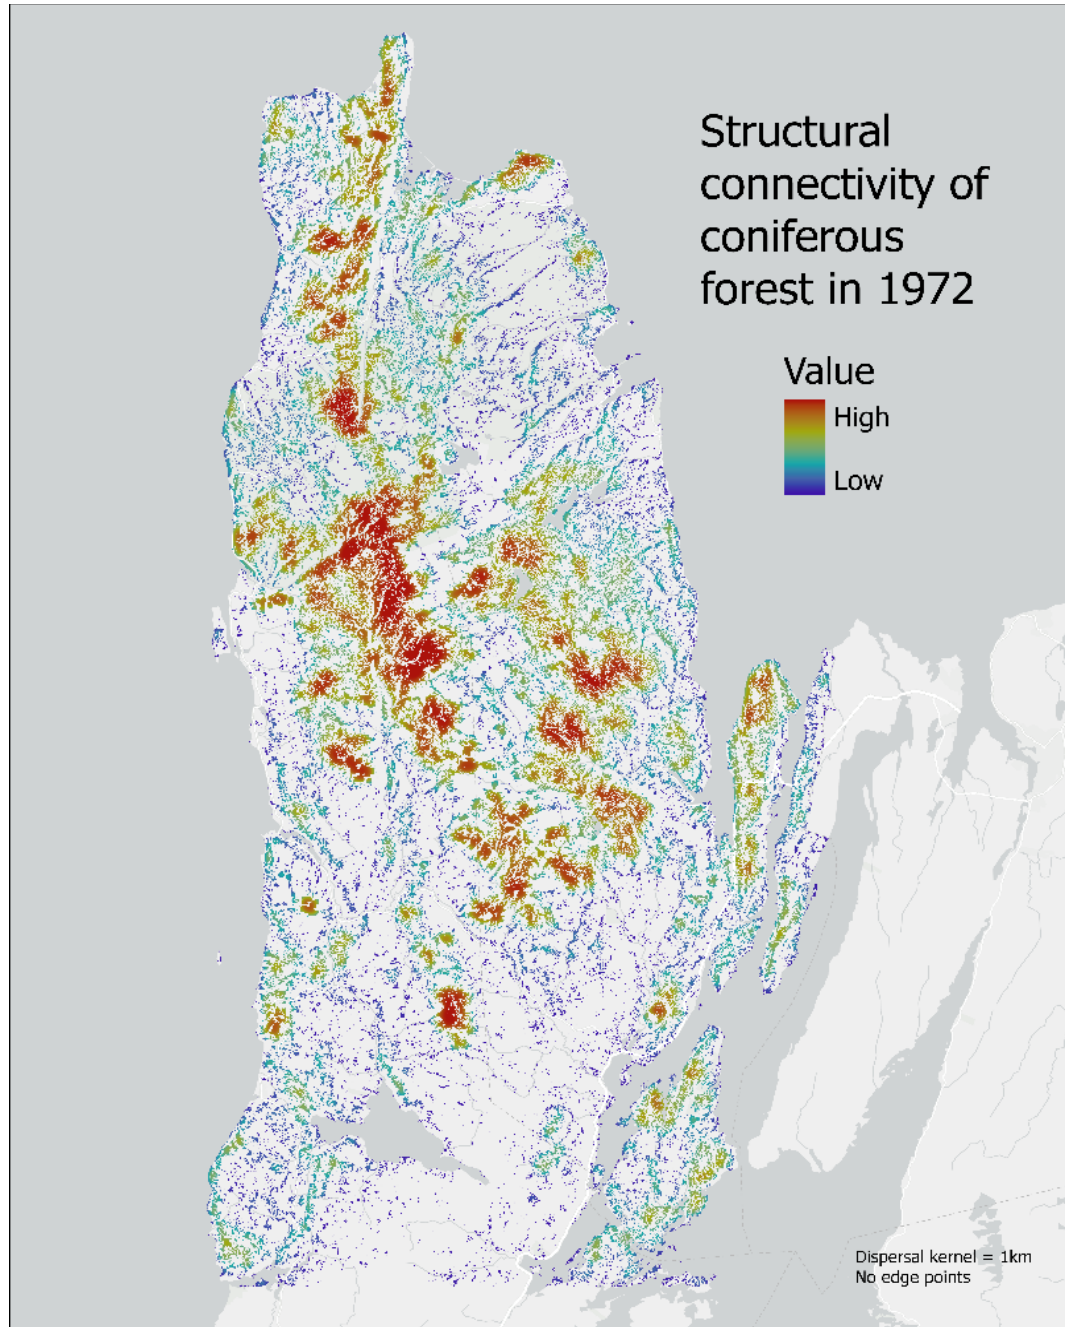 Structural
connectivity of
coniferous
forest in 1972
Value
High
Low
Dispersal kernel = 1km
No edge points